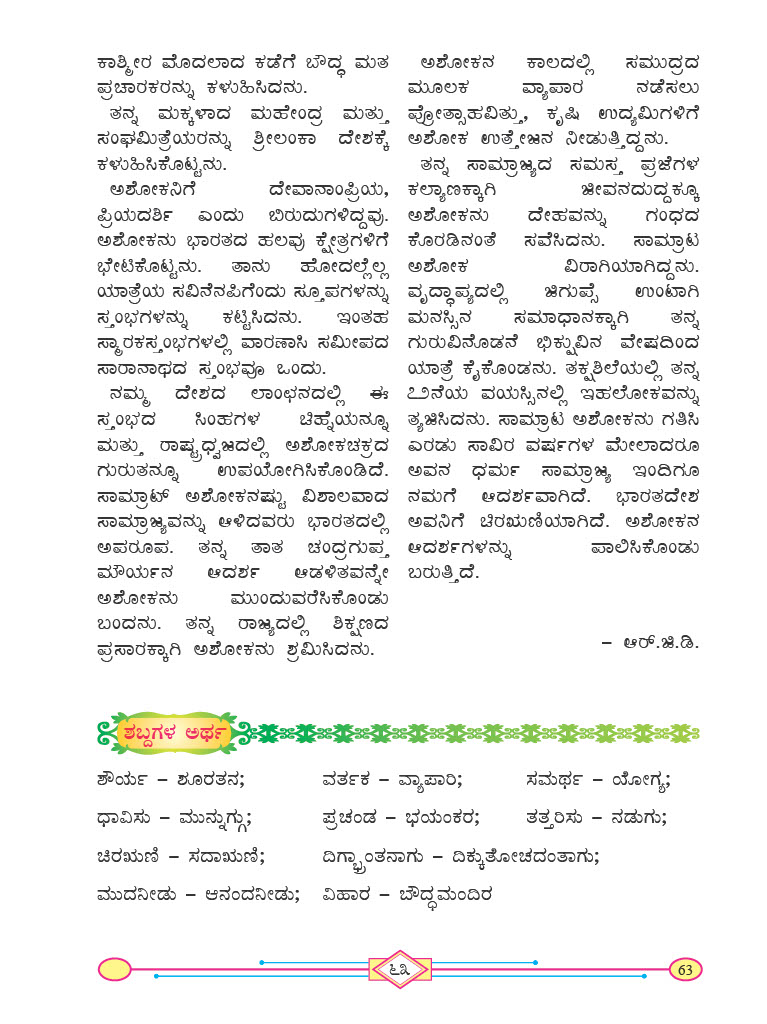 ಕಾಶ್ಮೀರ ಮೊದಲಾದ ಕಡೆಗೆ ಬೌದ್ಧ ಮತ
ಪ್ರಚಾರಕರನ್ನು ಕಳುಹಿಸಿದನು.
ತನ್ನ ಮಕ್ಕಳಾದ ಮಹೇಂದ್ರ ಮತ್ತು
ಸಂಘಮಿತ್ರೆಯರನ್ನು ಶ್ರೀಲಂಕಾ ದೇಶಕ್ಕೆ
ಕಳುಹಿಸಿಕೊಟ್ಟನು.
ಅಶೋಕನಿಗೆ ದೇವಾನಾಂಪ್ರಿಯ,
ಪ್ರಿಯದರ್ಶಿ ಎಂದು ಬಿರುದುಗಳಿದ್ದವು.
ಅಶೋಕನು ಭಾರತದ ಹಲವು ಕ್ಷೇತ್ರಗಳಿಗೆ
ಭೇಟಿಕೊಟ್ಟನು. ತಾನು ಹೋದಲ್ಲೆಲ್ಲ
ಯಾತ್ರೆಯ ಸವಿನೆನಪಿಗೆಂದು ಸ್ತೂಪಗಳನ್ನು
ಸ್ತಂಭಗಳನ್ನು ಕಟ್ಟಿಸಿದನು. ಇಂತಹ
ಸ್ಮಾರಕಸ್ತಂಭಗಳಲ್ಲಿ ವಾರಣಾಸಿ ಸಮೀಪದ
ಸಾರಾನಾಥದ ಸ್ತಂಭವೂ ಒಂದು.
ನಮ್ಮ ದೇಶದ ಲಾಂಛನದಲ್ಲಿ ಈ
ಸ್ತಂಭದ ಸಿಂಹಗಳ ಚಿಹ್ನೆಯನ್ನೂ
ಮತ್ತು ರಾಷ್ಟ್ರಧ್ವಜದಲ್ಲಿ ಅಶೋಕಚಕ್ರದ
ಗುರುತನ್ನೂ ಉಪಯೋಗಿಸಿಕೊಂಡಿದೆ.
ಸಾಮ್ರಾಟ್ ಅಶೋಕನಷ್ಟು ವಿಶಾಲವಾದ
ಸಾಮ್ರಾಜ್ಯವನ್ನು ಆಳಿದವರು ಭಾರತದಲ್ಲಿ
ಅಪರೂಪ. ತನ್ನ ತಾತ ಚಂದ್ರಗುಪ್ತ
ಮೌರ್ಯನ ಆದರ್ಶ ಆಡಳಿತವನ್ನೇ
ಅಶೋಕನು ಮುಂದುವರೆಸಿಕೊಂಡು
ಬಂದನು. ತನ್ನ ರಾಜ್ಯದಲ್ಲಿ ಶಿಕ್ಷಣದ
ಪ್ರಸಾರಕ್ಕಾಗಿ ಅಶೋಕನು ಶ್ರಮಿಸಿದನು.
ಅಶೋಕನ ಕಾಲದಲ್ಲಿ ಸಮುದ್ರದ
ಮೂಲಕ ವ್ಯಾಪಾರ ನಡೆಸಲು
ಪ್ರೋತ್ಸಾಹವಿತ್ತು, ಕೃಷಿ ಉದ್ಯಮಿಗಳಿಗೆ
ಅಶೋಕ ಉತ್ತೇಜನ ನೀಡುತ್ತಿದ್ದನು.
ತನ್ನ ಸಾಮ್ರಾಜ್ಯದ ಸಮಸ್ತ ಪ್ರಜೆಗಳ
ಕಲ್ಯಾಣಕ್ಕಾಗಿ ಜೀವನದುದ್ದಕ್ಕೂ
ಅಶೋಕನು ದೇಹವನ್ನು ಗಂಧದ
ಕೊರಡಿನಂತೆ ಸವೆಸಿದನು. ಸಾಮ್ರಾಟ
ಅಶೋಕ ವಿರಾಗಿಯಾಗಿದ್ದನು.
ವೃದ್ಧಾಪ್ಯದಲ್ಲಿ ಜಿಗುಪ್ಸೆ ಉಂಟಾಗಿ
ಮನಸ್ಸಿನ ಸಮಾಧಾನಕ್ಕಾಗಿ ತನ್ನ
ಗುರುವಿನೊಡನೆ ಭಿಕ್ಷುವಿನ ವೇಷದಿಂದ
ಯಾತ್ರೆ ಕೈಕೊಂಡನು. ತಕ್ಷಶಿಲೆಯಲ್ಲಿ ತನ್ನ
೭೨ನೆಯ ವಯಸ್ಸಿನಲ್ಲಿ ಇಹಲೋಕವನ್ನು
ತ್ಯಜಿಸಿದನು. ಸಾಮ್ರಾಟ ಅಶೋಕನು ಗತಿಸಿ
ಎರಡು ಸಾವಿರ ವರ್ಷಗಳ ಮೇಲಾದರೂ
ಅವನ ಧರ್ಮ ಸಾಮ್ರಾಜ್ಯ ಇಂದಿಗೂ
ನಮಗೆ ಆದರ್ಶವಾಗಿದೆ. ಭಾರತದೇಶ
ಅವನಿಗೆ ಚಿರಋಣಿಯಾಗಿದೆ. ಅಶೋಕನ
ಆದರ್ಶಗಳನ್ನು ಪಾಲಿಸಿಕೊಂಡು
ಬರುತ್ತಿದೆ.
– ಆರ್.ಜಿ.ಡಿ.
ಶಬ್ದಗಳ ಅರ್ಥ
ಶೌರ್ಯ – ಶೂರತನ; ವರ್ತಕ – ವ್ಯಾಪಾರಿ; ಸಮರ್ಥ – ಯೋಗ್ಯ;
ಧಾವಿಸು – ಮುನ್ನುಗ್ಗು; ಪ್ರಚಂಡ – ಭಯಂಕರ; ತತ್ತರಿಸು – ನಡುಗು;
ಚಿರಋಣಿ – ಸದಾಋಣಿ; ದಿಗ್ಭ್ರಾಂತನಾಗು – ದಿಕ್ಕುತೋಚದಂತಾಗು;
ಮುದನೀಡು – ಆನಂದನೀಡು; ವಿಹಾರ – ಬೌದ್ಧಮಂದಿರ
೬೩
63